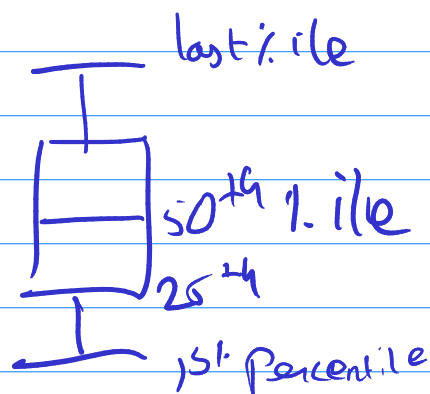 last % ile
50th %. ile
25th
1st percentile